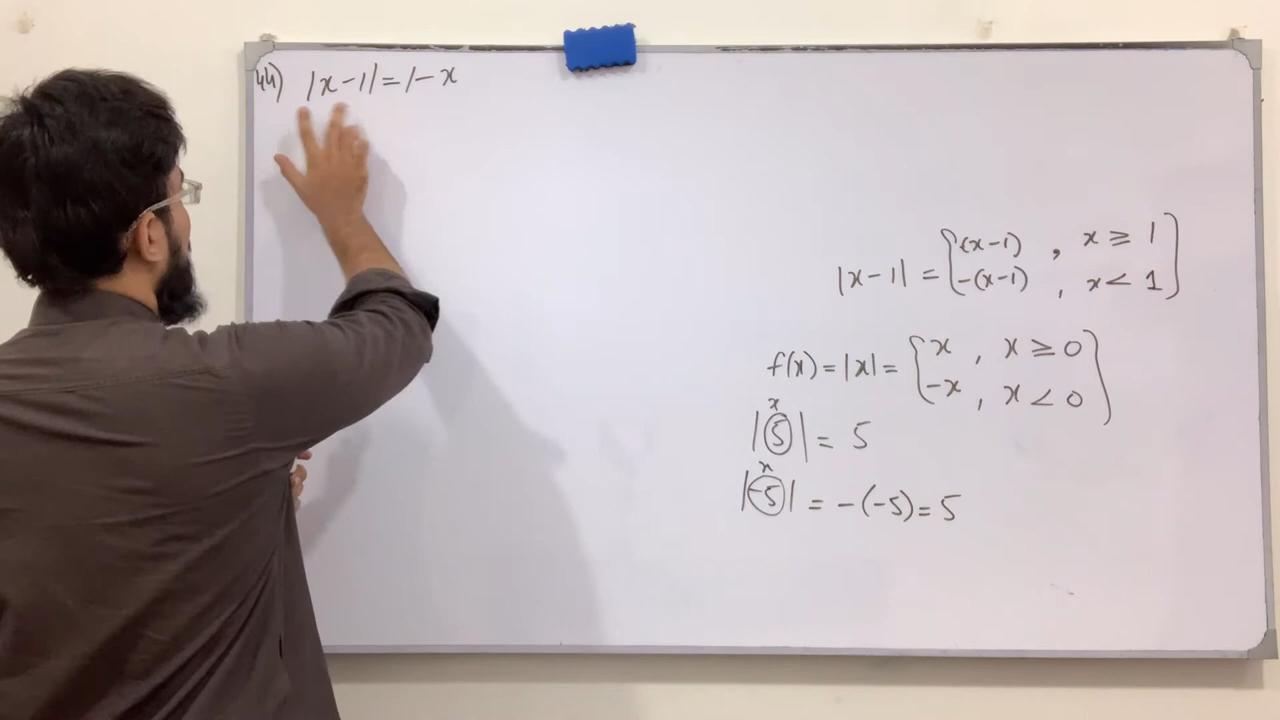 44) |x-1| = 1-x
|x-1| = { (x-1) , x ≥ 1
-(x-1) , x < 1 }
f(x) = |x| = { x , x ≥ 0
-x , x < 0 }
x
|5| = 5
x
|-5| = -(-5) = 5